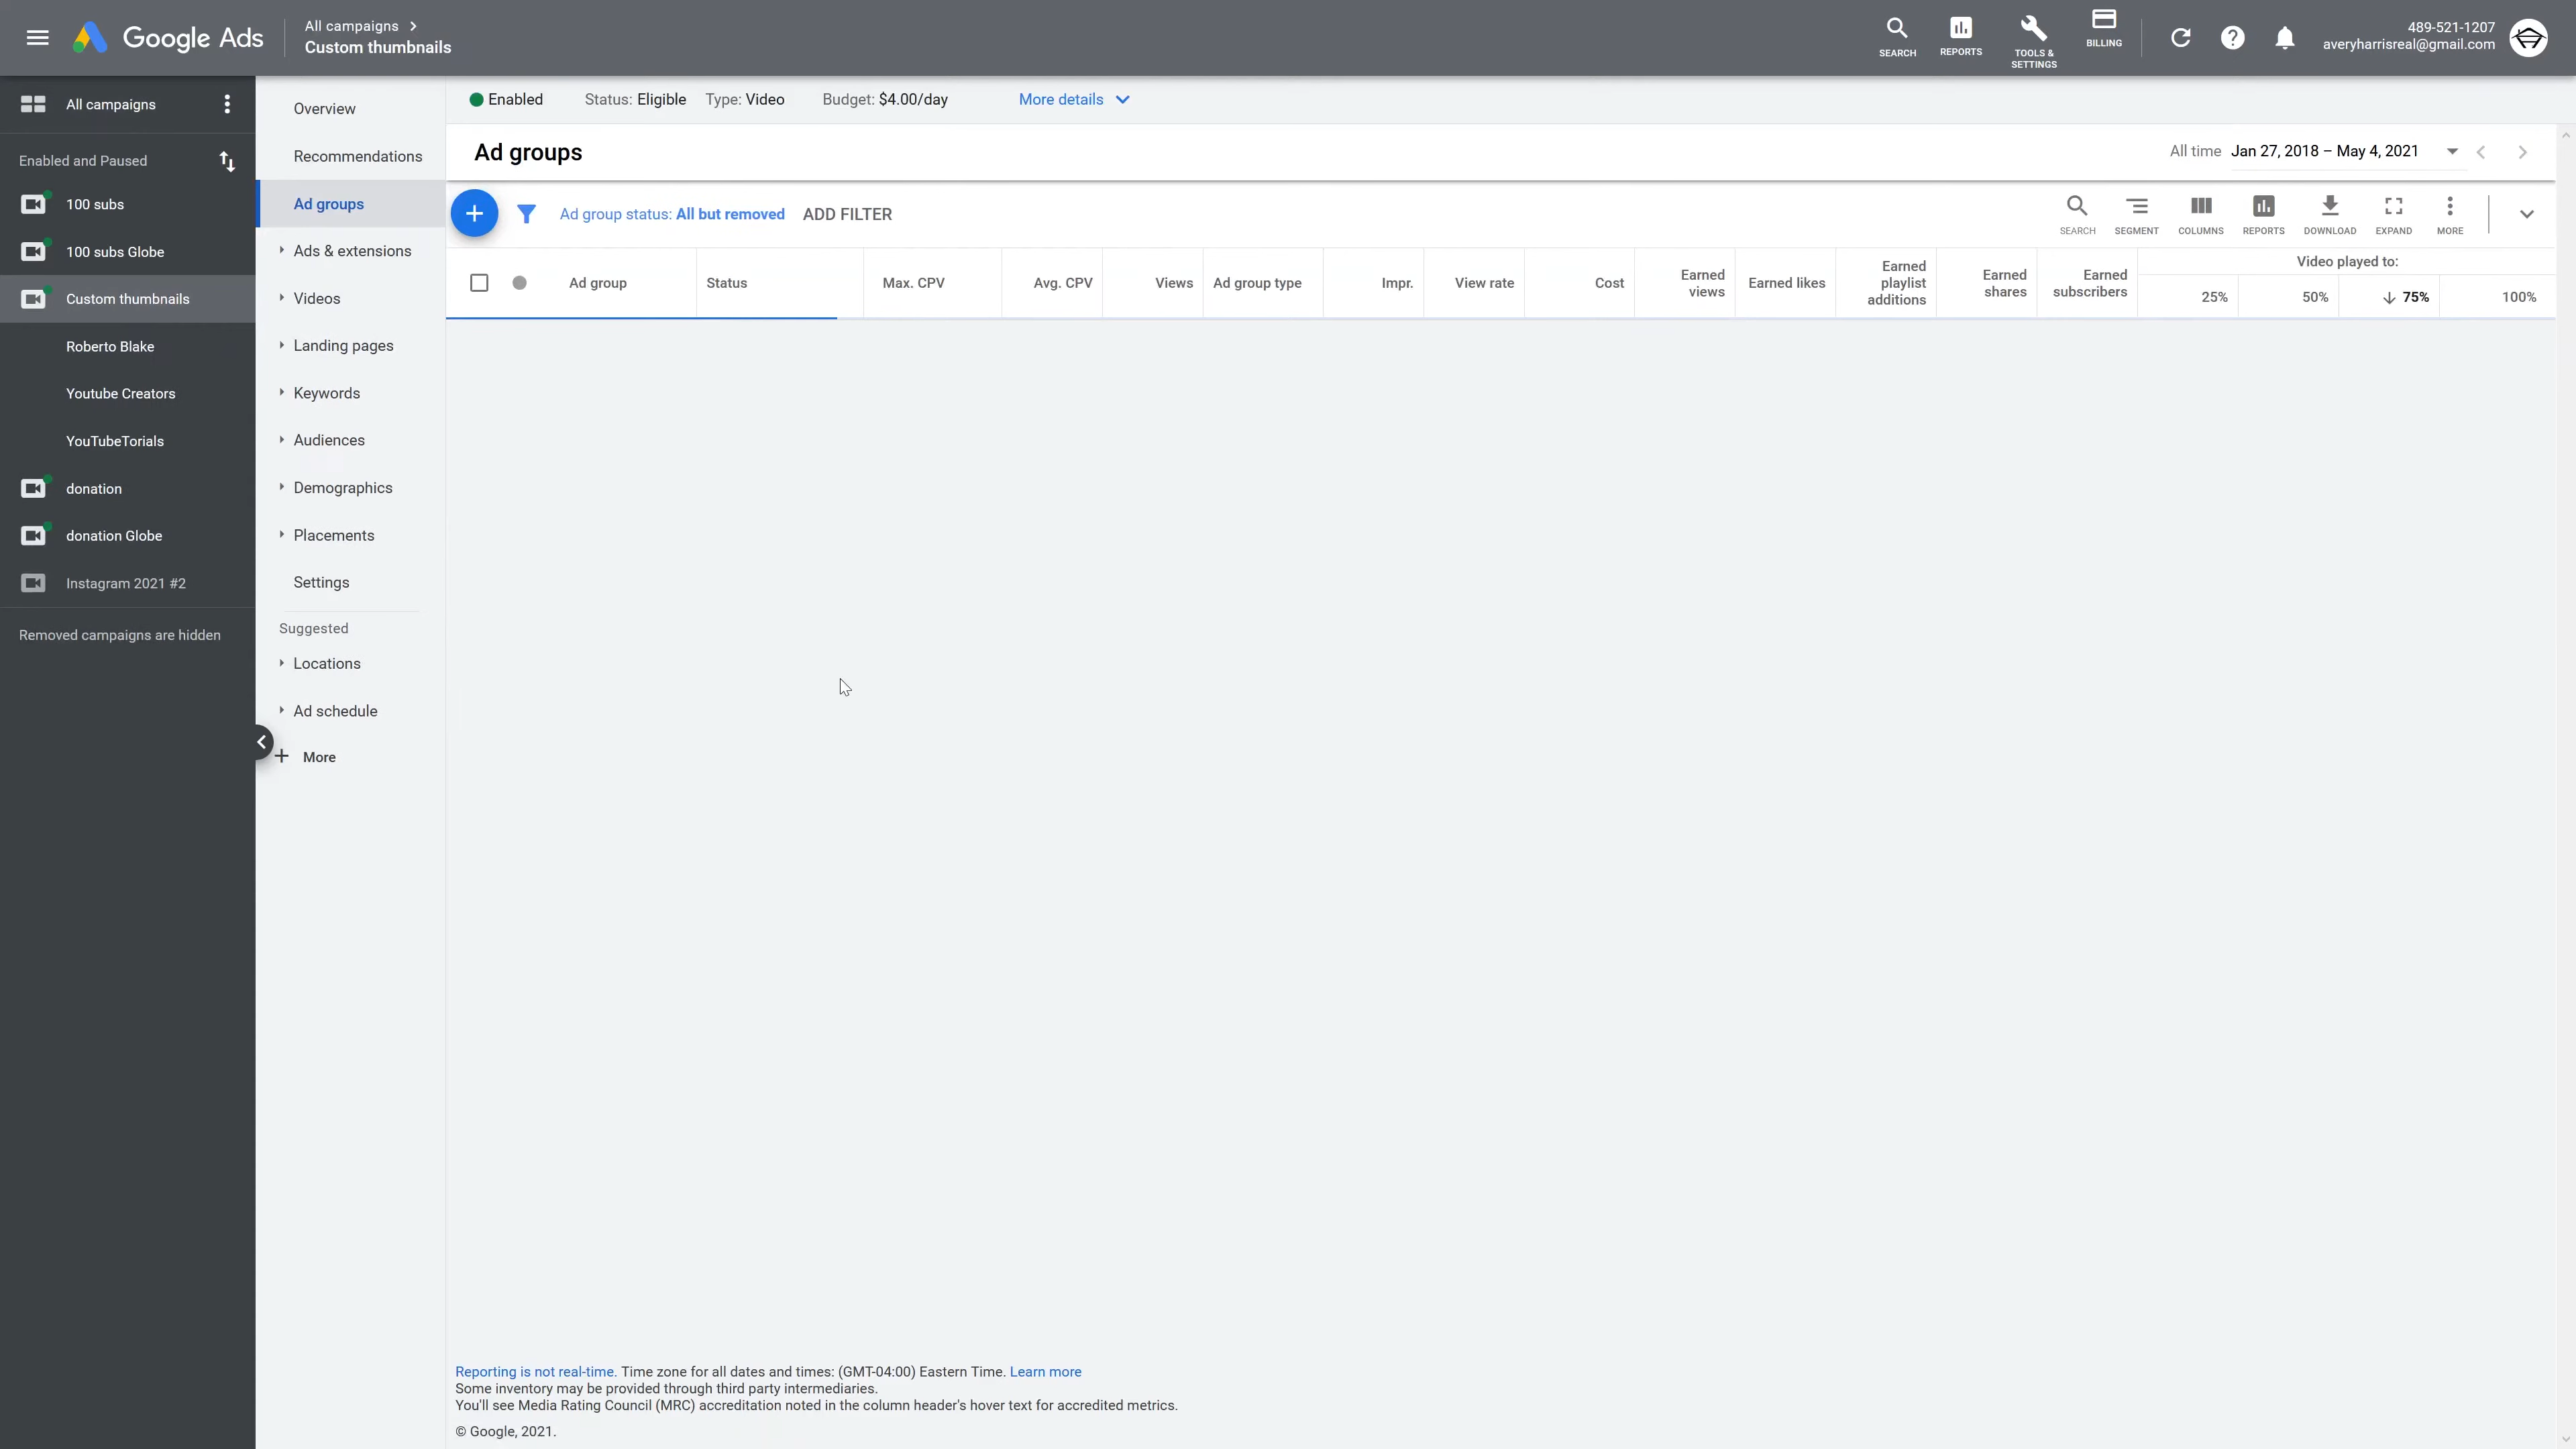 Google Ads
All campaigns
Custom thumbnails
SEARCH
REPORTS
TOOLS &
SETTINGS
BILLING
489-521-1207
averyharrisreal@gmail.com
All campaigns
Enabled and Paused
100 subs
100 subs Globe
Custom thumbnails
Roberto Blake
Youtube Creators
YouTubeTorials
donation
donation Globe
Instagram 2021 #2
Removed campaigns are hidden
Overview
Recommendations
Ad groups
Ads & extensions
Videos
Landing pages
Keywords
Audiences
Demographics
Placements
Settings
Suggested
Locations
Ad schedule
More
Enabled
Status: Eligible
Type: Video
Budget: $4.00/day
More details
Ad groups
All time Jan 27, 2018 – May 4, 2021
Ad group status: All but removed
ADD FILTER
SEARCH
SEGMENT
COLUMNS
REPORTS
DOWNLOAD
EXPAND
MORE
Ad group
Status
Max. CPV
Avg. CPV
Views
Ad group type
Impr.
View rate
Cost
Earned
views
Earned likes
Earned
playlist
additions
Earned
shares
Earned
subscribers
Video played to:
25%
50%
75%
100%
Reporting is not real-time. Time zone for all dates and times: (GMT-04:00) Eastern Time. Learn more
Some inventory may be provided through third party intermediaries.
You'll see Media Rating Council (MRC) accreditation noted in the column header's hover text for accredited metrics.
© Google, 2021.